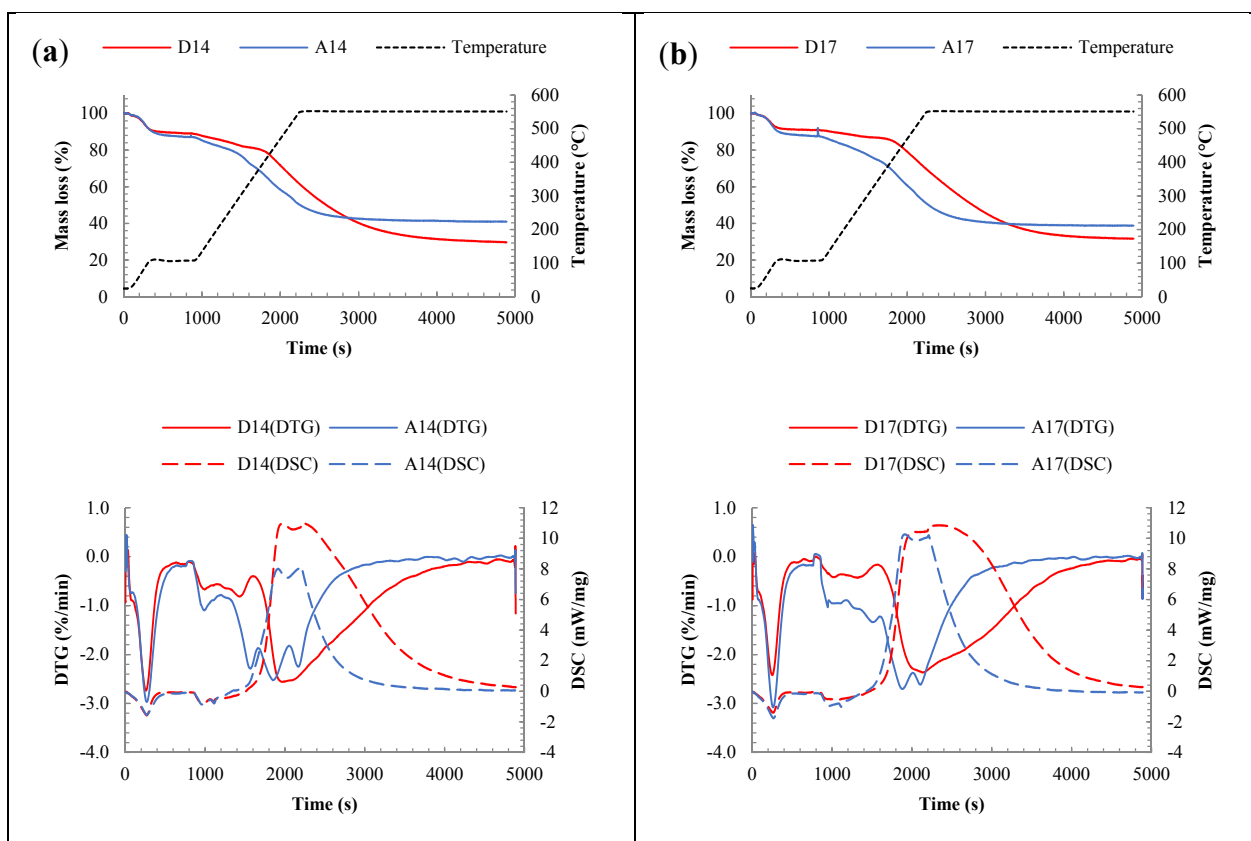 (a)
D14 A14 Temperature
100
80
60
40
20
0
Mass loss (%)
600
500
400
300
200
100
0
Temperature (°C)
0 1000 2000 3000 4000 5000
Time (s)
D14(DTG) A14(DTG)
D14(DSC) A14(DSC)
1.0
0.0
-1.0
-2.0
-3.0
-4.0
DTG (%/min)
12
10
8
6
4
2
0
-2
-4
DSC (mW/mg)
0 1000 2000 3000 4000 5000
Time (s)
(b)
D17 A17 Temperature
100
80
60
40
20
0
Mass loss (%)
600
500
400
300
200
100
0
Temperature (°C)
0 1000 2000 3000 4000 5000
Time (s)
D17(DTG) A17(DTG)
D17(DSC) A17(DSC)
1.0
0.0
-1.0
-2.0
-3.0
-4.0
DTG (%/min)
12
10
8
6
4
2
0
-2
-4
DSC (mW/mg)
0 1000 2000 3000 4000 5000
Time (s)